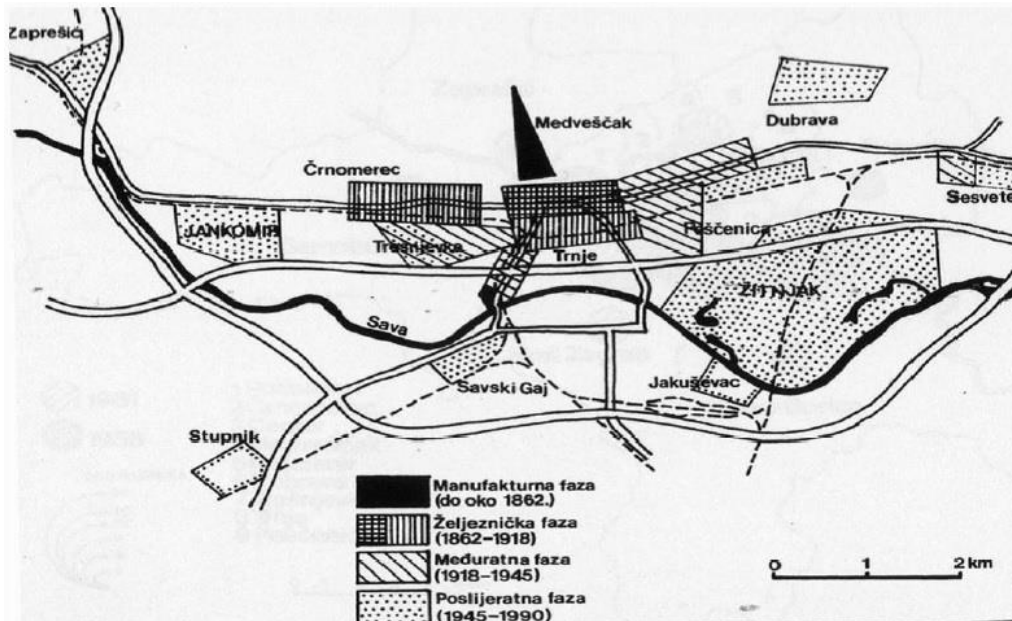 Zaprešić
Medveščak
Dubrava
Črnomerec
Sesvete
JANKOMIR
Trešnjevka
Trnje
Peščenica
ŽITNJAK
Sava
Savski Gaj
Jakuševac
Stupnik
Manufakturna faza
(do oko 1862.)
Željeznička faza
(1862–1918)
Međuratna faza
(1918–1945)
Poslijeratna faza
(1945–1990)
0 1 2 km